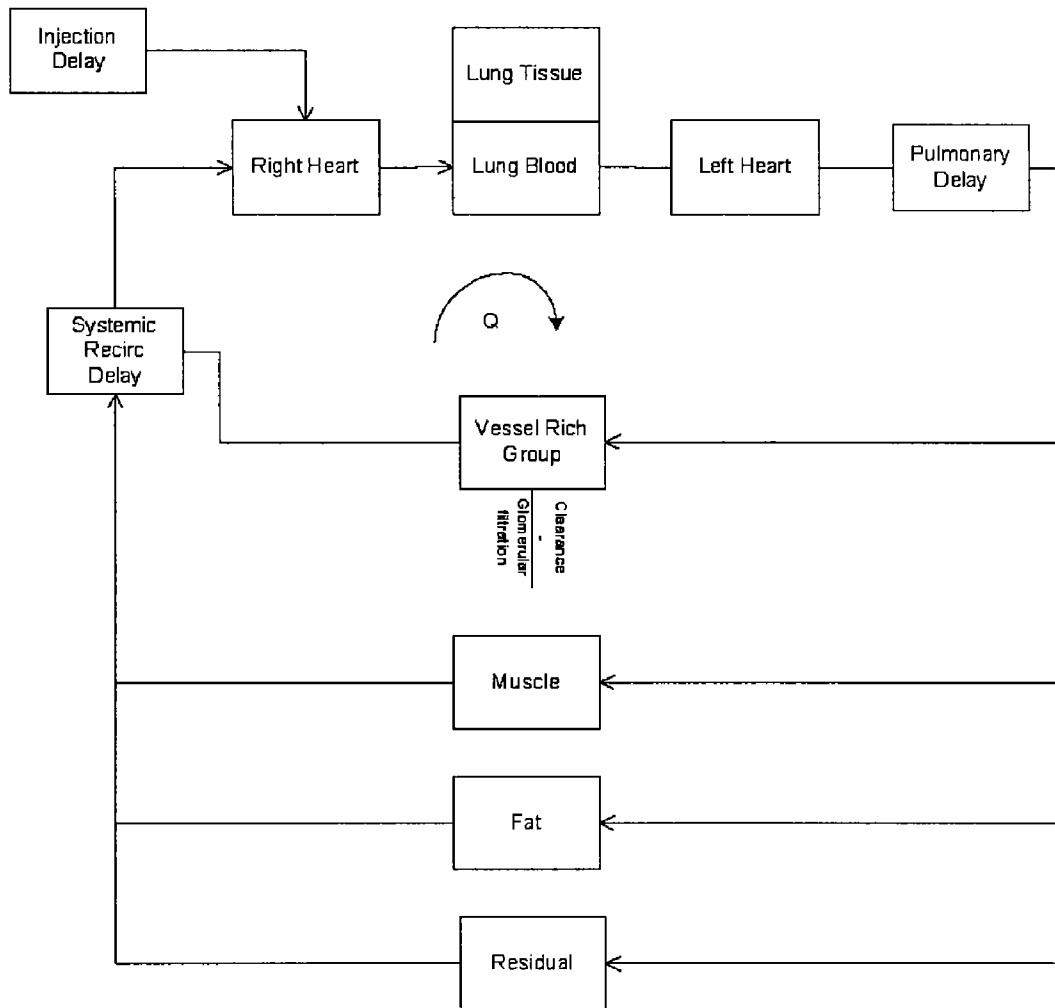 Injection
Delay
Lung Tissue
Right Heart
Lung Blood
Left Heart
Pulmonary
Delay
Systemic
Recirc
Delay
Q
Vessel Rich
Group
Clearance
-
Glomerular
filtration
Muscle
Fat
Residual